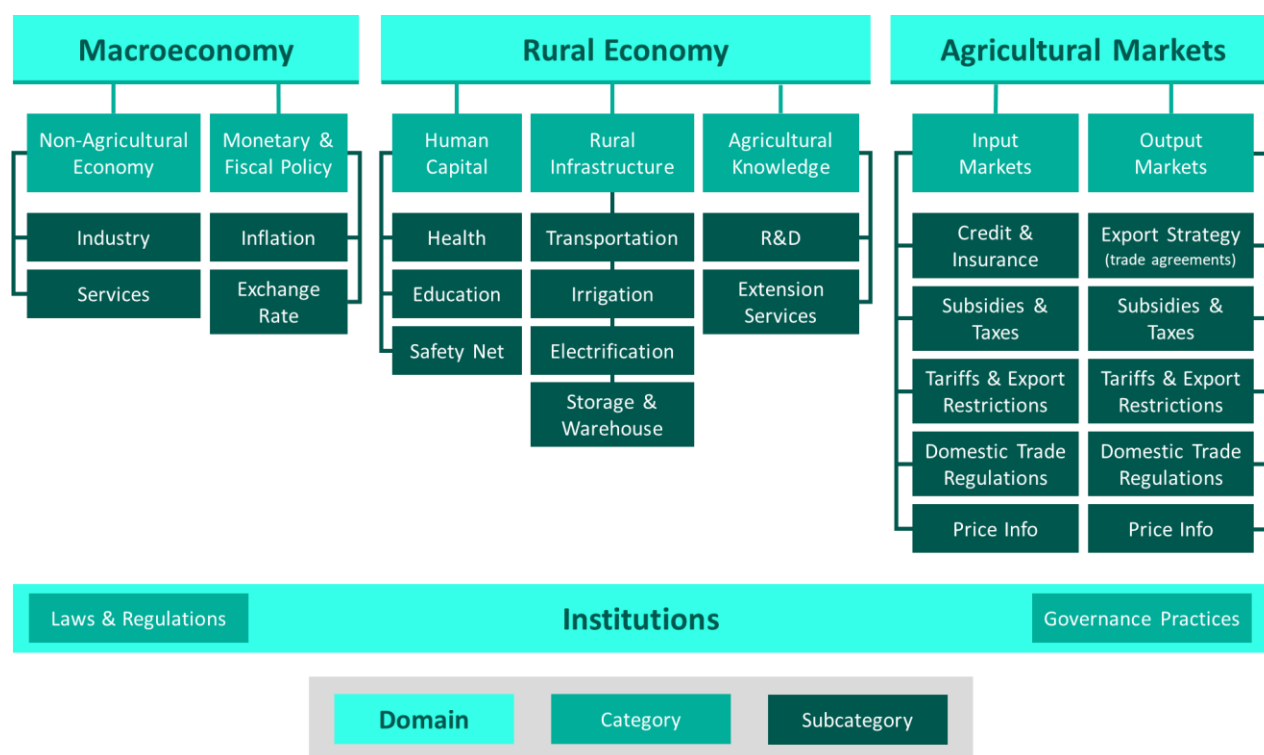 Macroeconomy
Rural Economy
Agricultural Markets
Non-Agricultural
Economy
Monetary &
Fiscal Policy
Human
Capital
Rural
Infrastructure
Agricultural
Knowledge
Input
Markets
Output
Markets
Industry
Services
Inflation
Exchange
Rate
Health
Education
Safety Net
Transportation
Irrigation
Electrification
Storage &
Warehouse
R&D
Extension
Services
Credit &
Insurance
Subsidies &
Taxes
Tariffs & Export
Restrictions
Domestic Trade
Regulations
Price Info
Export Strategy
(trade agreements)
Subsidies &
Taxes
Tariffs & Export
Restrictions
Domestic Trade
Regulations
Price Info
Laws & Regulations
Institutions
Governance Practices
Domain
Category
Subcategory